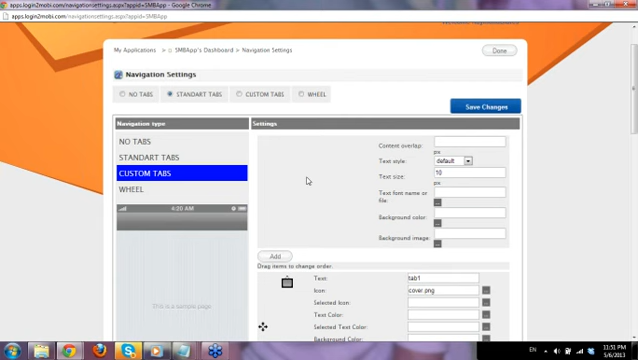 apps.login2mobi.com/navigationsettings.aspx?appid=SMBApp - Google Chrome
apps.login2mobi.com/navigationsettings.aspx?appid=SMBApp
My Applications > SMBApp's Dashboard > Navigation Settings
Done
Navigation Settings
NO TABS STANDART TABS CUSTOM TABS WHEEL
Save Changes
Navigation type
Settings
NO TABS
STANDART TABS
CUSTOM TABS
WHEEL
4:20 AM
This is a sample page
Content overlap:
px
Text style: default
Text size: 10
px
Text font name or
file:
...
Background color:
...
Background image:
...
Add
Drag items to change order:
Text: tab1
Icon: cover.png ...
Selected Icon: ...
Text Color: ...
Selected Text Color: ...
Background Color:
EN
11:51 PM
5/6/2013